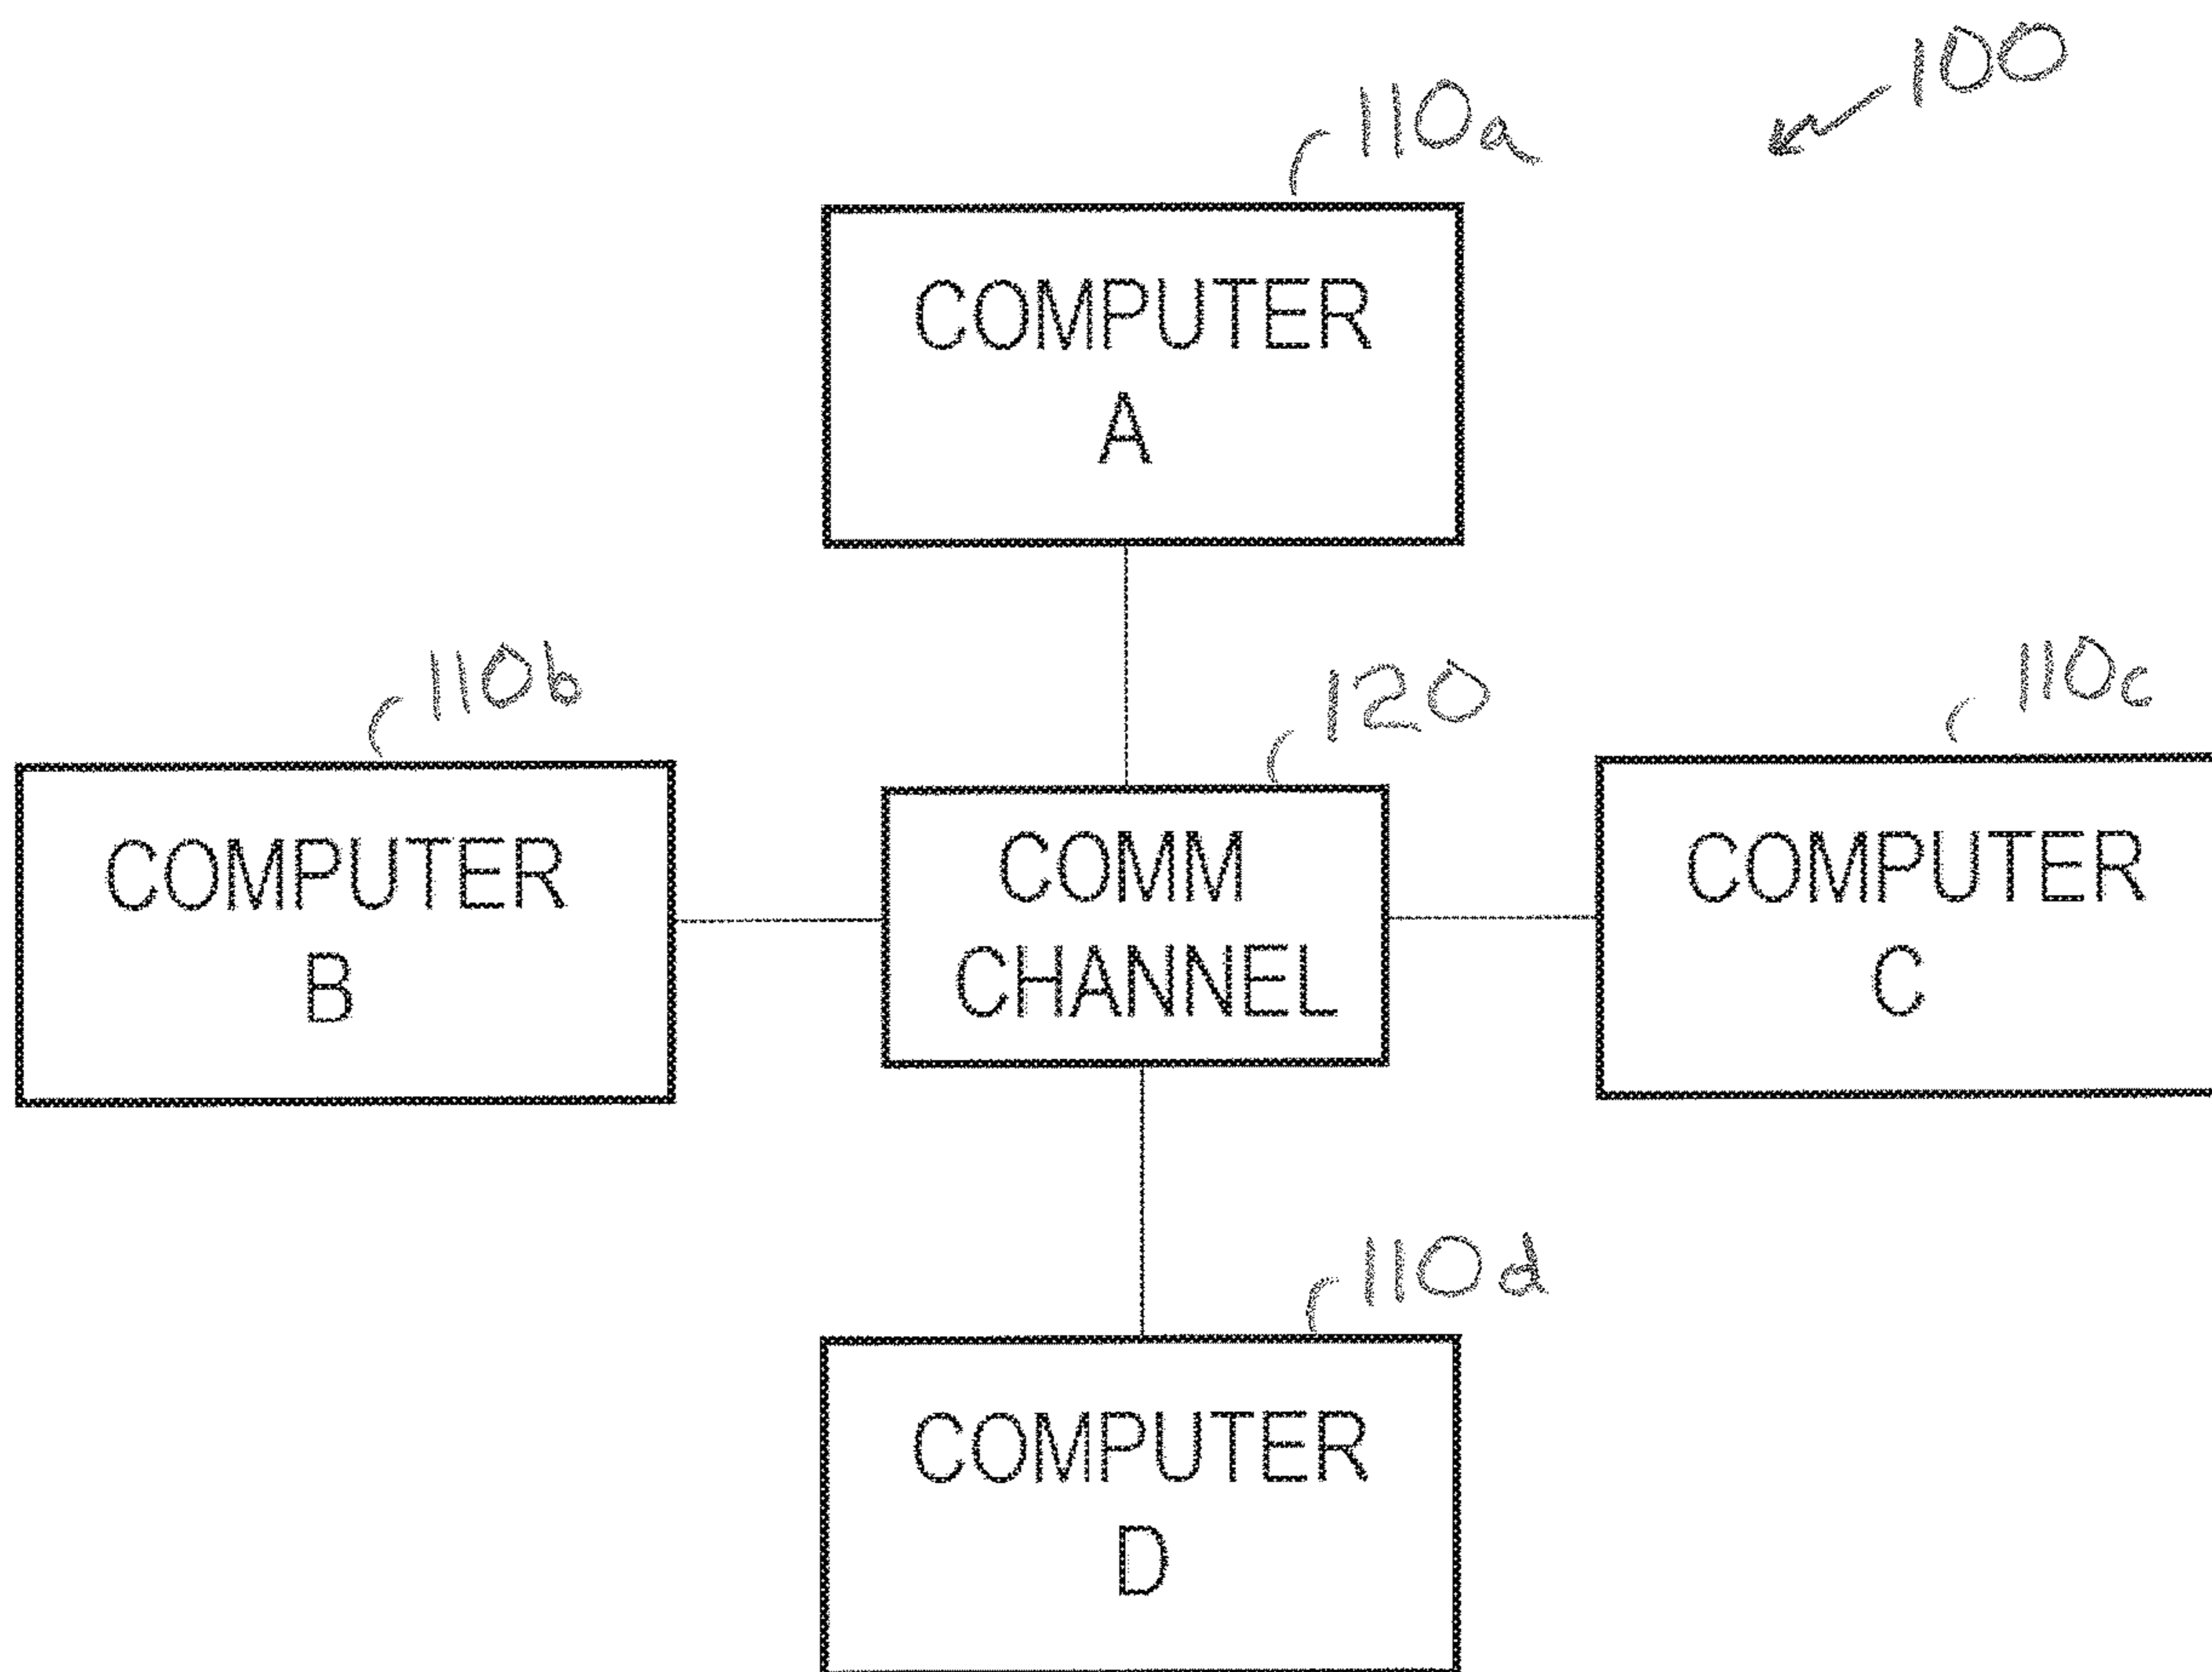 100
110a
COMPUTER
A
110b
120
110c
COMPUTER
B
COMM
CHANNEL
COMPUTER
C
110d
COMPUTER
D